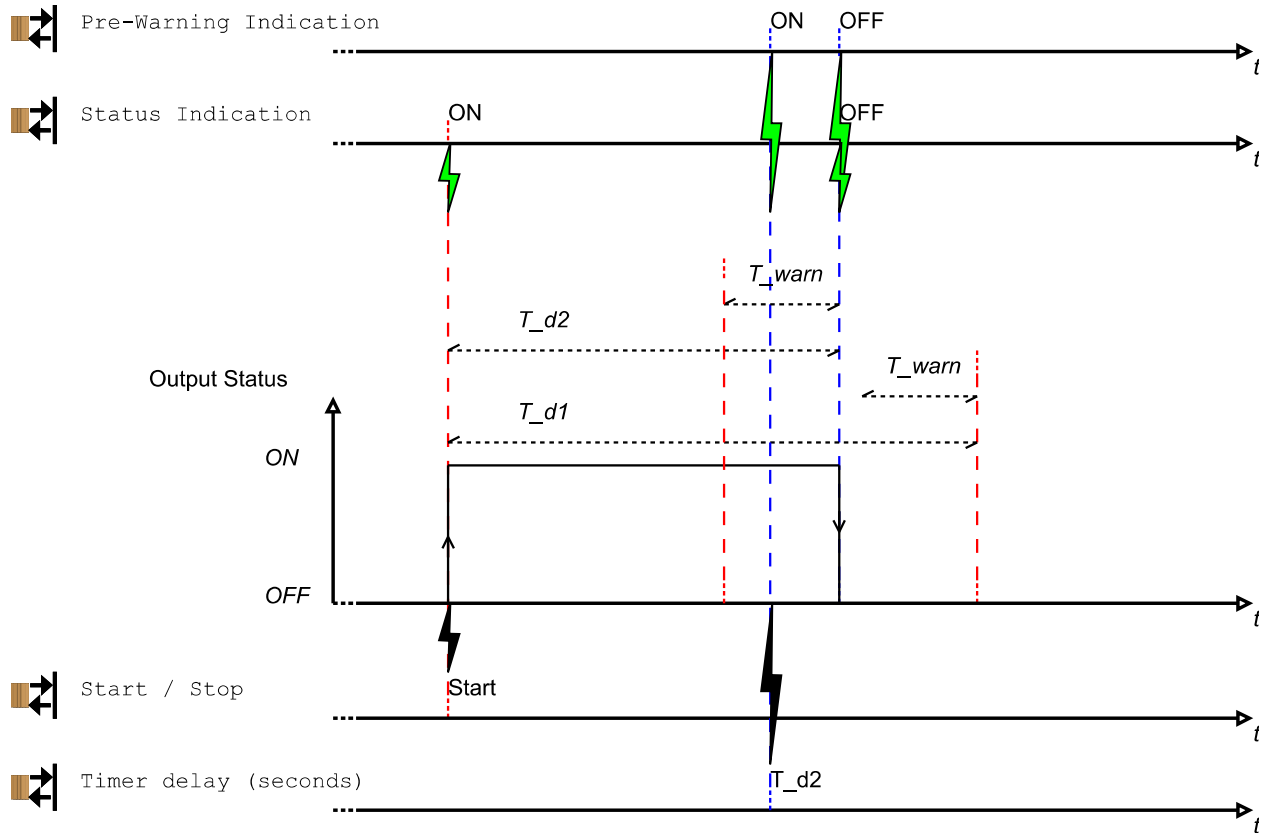 Pre-Warning Indication
ON
OFF
t
Status Indication
ON
OFF
t
T_warn
T_d2
T_warn
Output Status
T_d1
ON
OFF
t
Start / Stop
Start
t
Timer delay (seconds)
T_d2
t